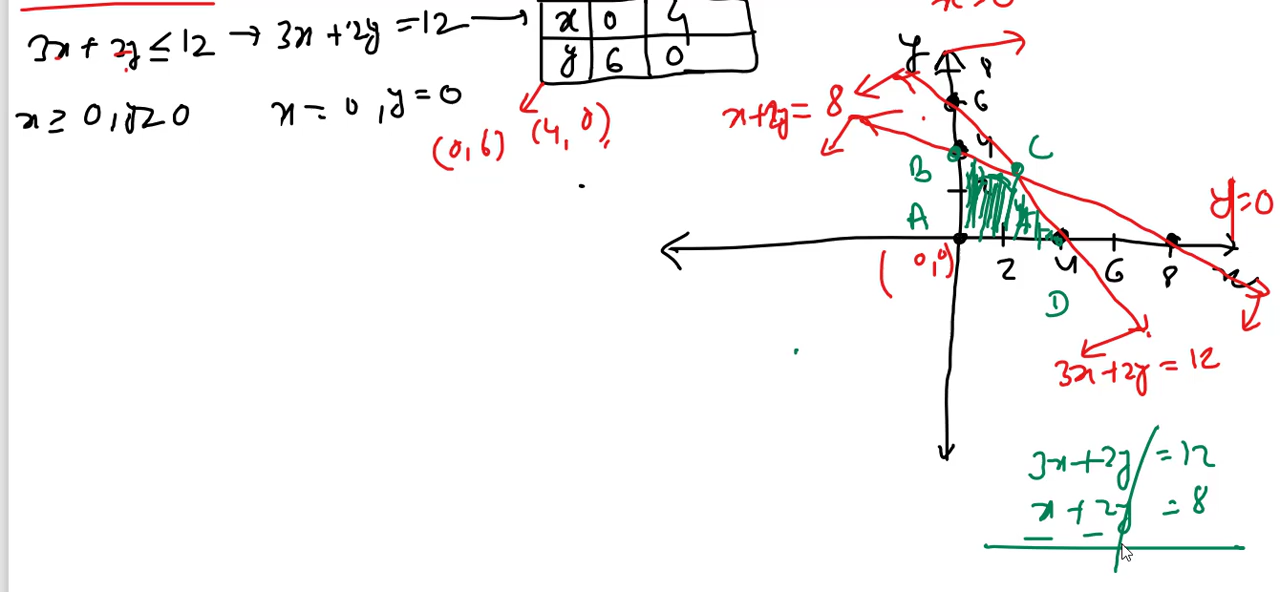 x > 0
3x + 2y ≤ 12 → 3x + 2y = 12 →
x 0 4
y 6 0
x ≥ 0, y ≥ 0 x = 0, y = 0
(0, 6) (4, 0)
y 8
6
x + 2y = 8
4 C
B
A
y = 0
(0, 0) 2 4 6 8 x
D
3x + 2y = 12
3x + 2y = 12
x + 2y = 8